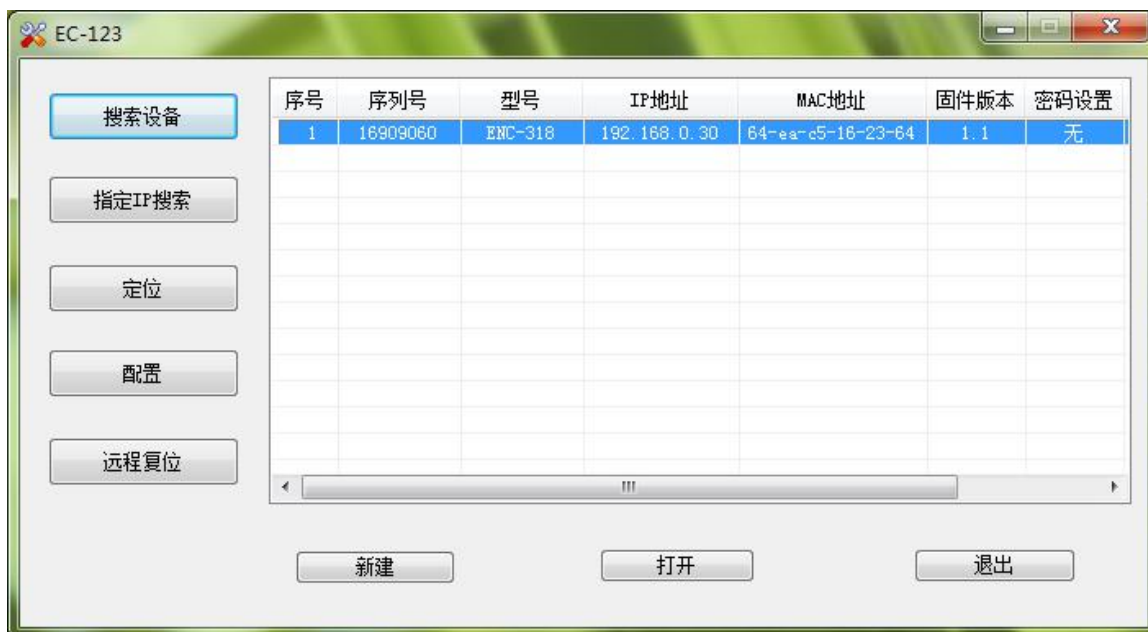 EC-123
搜索设备
指定IP搜索
定位
配置
远程复位
序号 序列号 型号 IP地址 MAC地址 固件版本 密码设置
1 16909060 ENC-318 192.168.0.30 64-ea-c5-16-23-64 1.1 无
新建 打开 退出